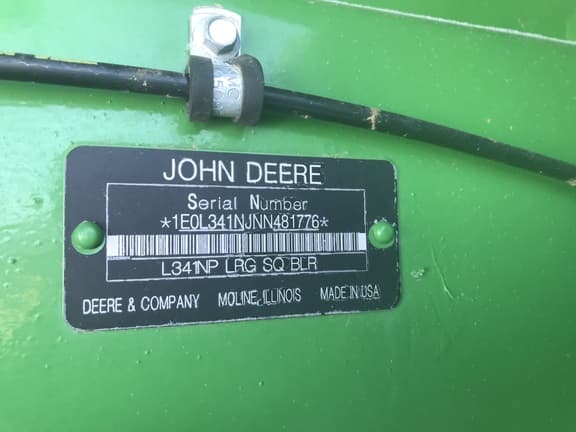 JOHN DEERE
Serial Number
*1E0L341NJNN481776*
L341NP LRG SQ BLR
DEERE & COMPANY MOLINE, ILLINOIS MADE IN USA